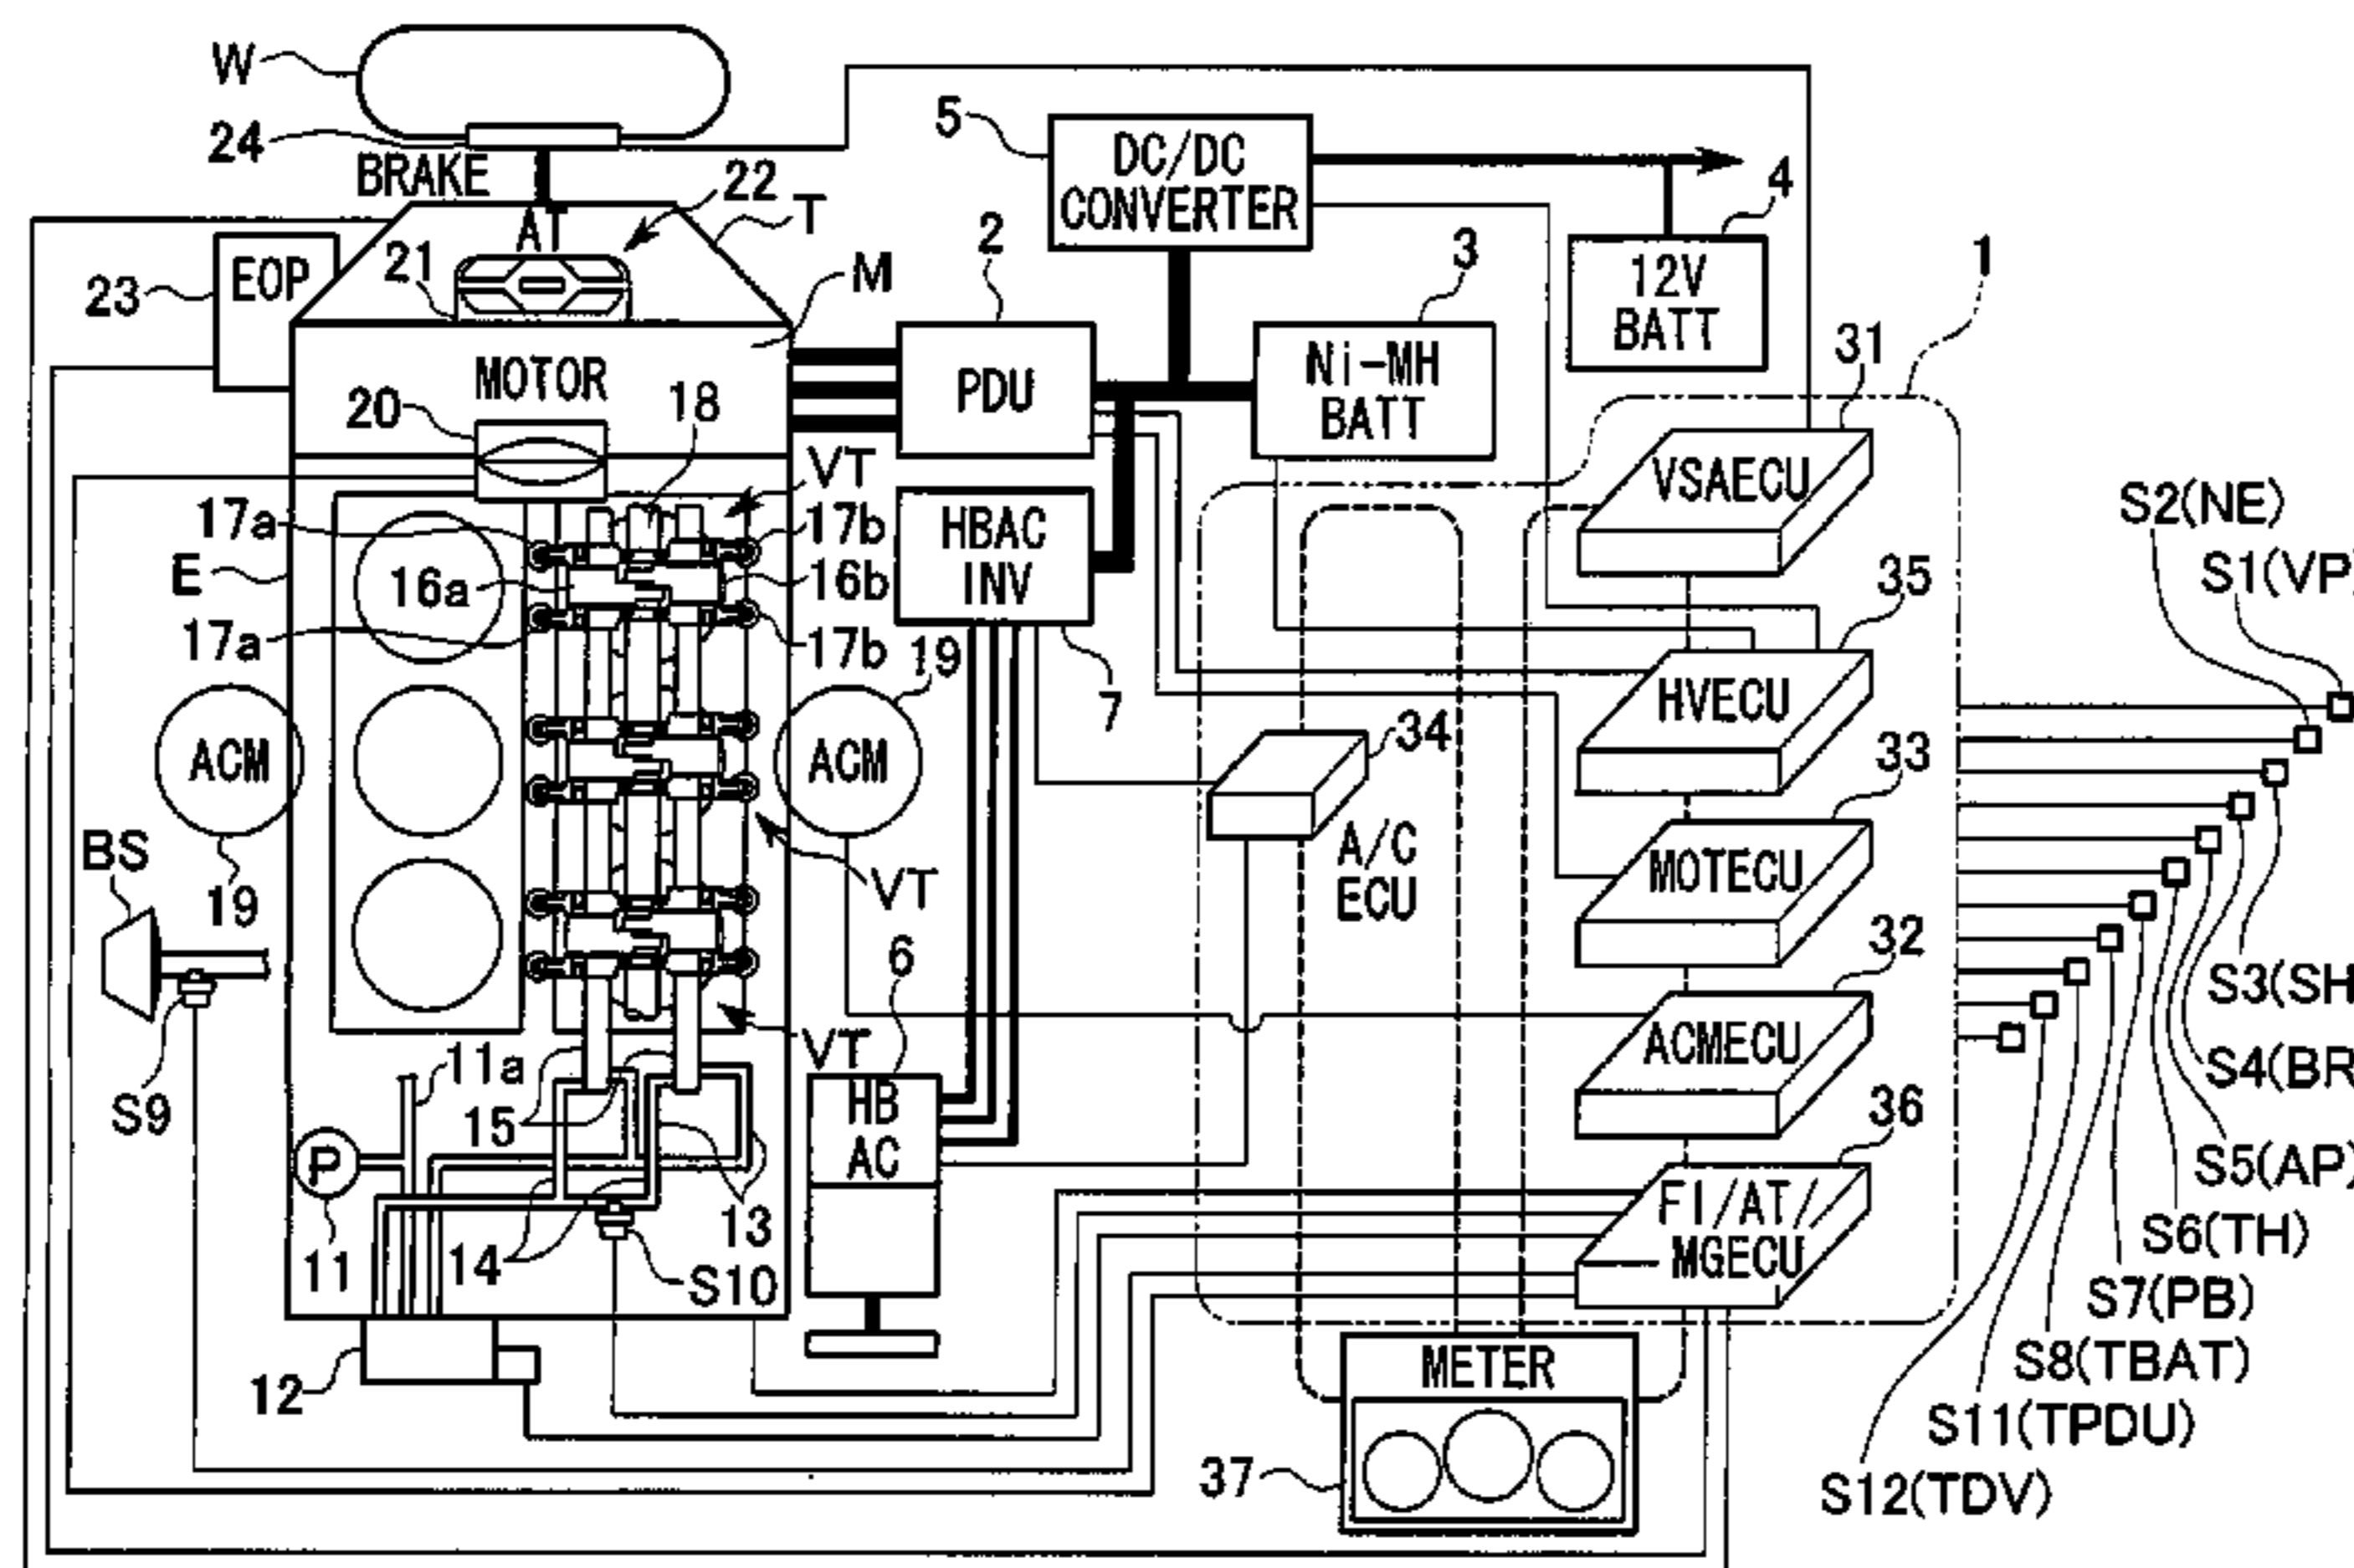 W
24
BRAKE
AT
22
T
23
EOP
21
M
MOTOR
20
18
VT
5
DC/DC
CONVERTER
4
12V
BATT
2
PDU
3
Ni-MH
BATT
1
31
VSAECU
17a
17b
E
16a
16b
17a
17b
HBAC
INV
7
35
HVECU
S2(NE)
S1(VP)
19
ACM
ACM
34
A/C
ECU
33
MOTECU
BS
19
VT
32
ACMECU
S3(SH
S4(BR
S5(AP)
S6(TH)
S7(PB)
S8(TBAT)
S11(TPDU)
S12(TDV)
S9
11a
VT
6
HB
AC
15
P
11
14
13
S10
36
FI/AT/
MGECU
12
METER
37